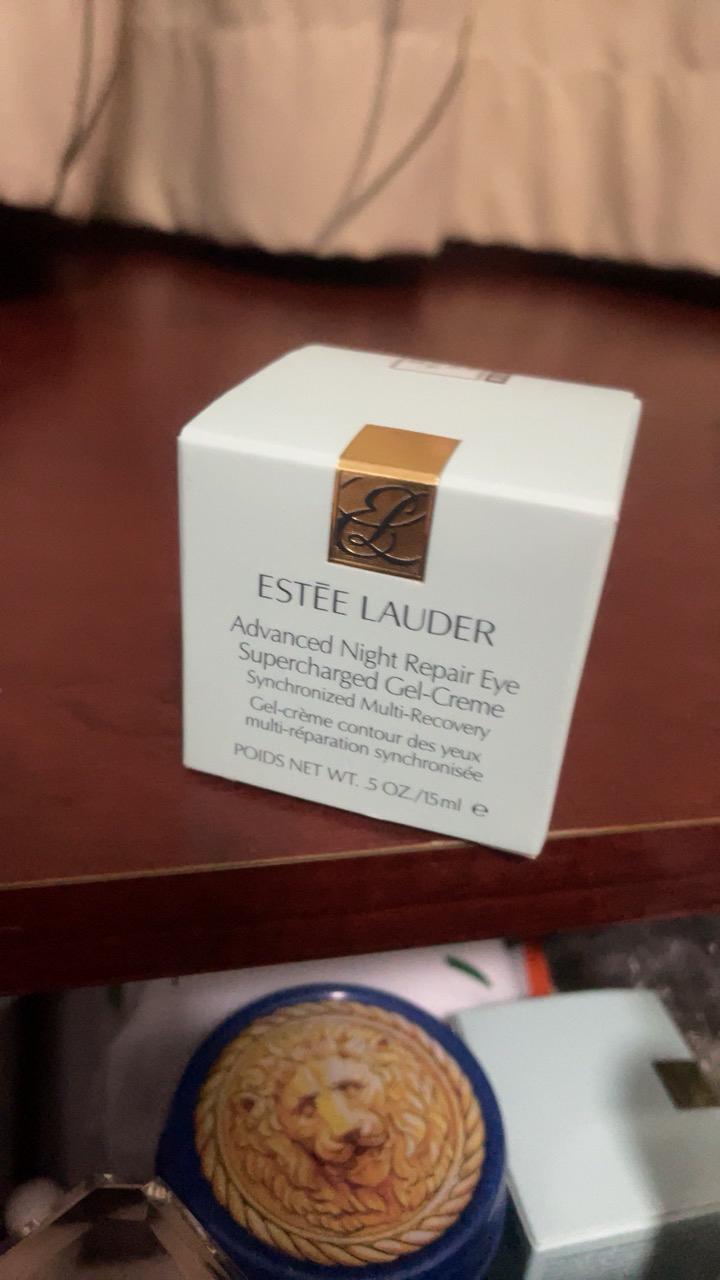 EL
ESTĒE LAUDER
Advanced Night Repair Eye
Supercharged Gel-Creme
Synchronized Multi-Recovery
Gel-crème contour des yeux
multi-réparation synchronisée
POIDS NET WT. .5 OZ./15ml ℮